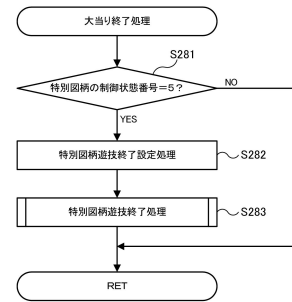 大当り終了処理
S281
特別図柄の制御状態番号=5?
NO
YES
特別図柄遊技終了設定処理
S282
特別図柄遊技終了処理
S283
RET